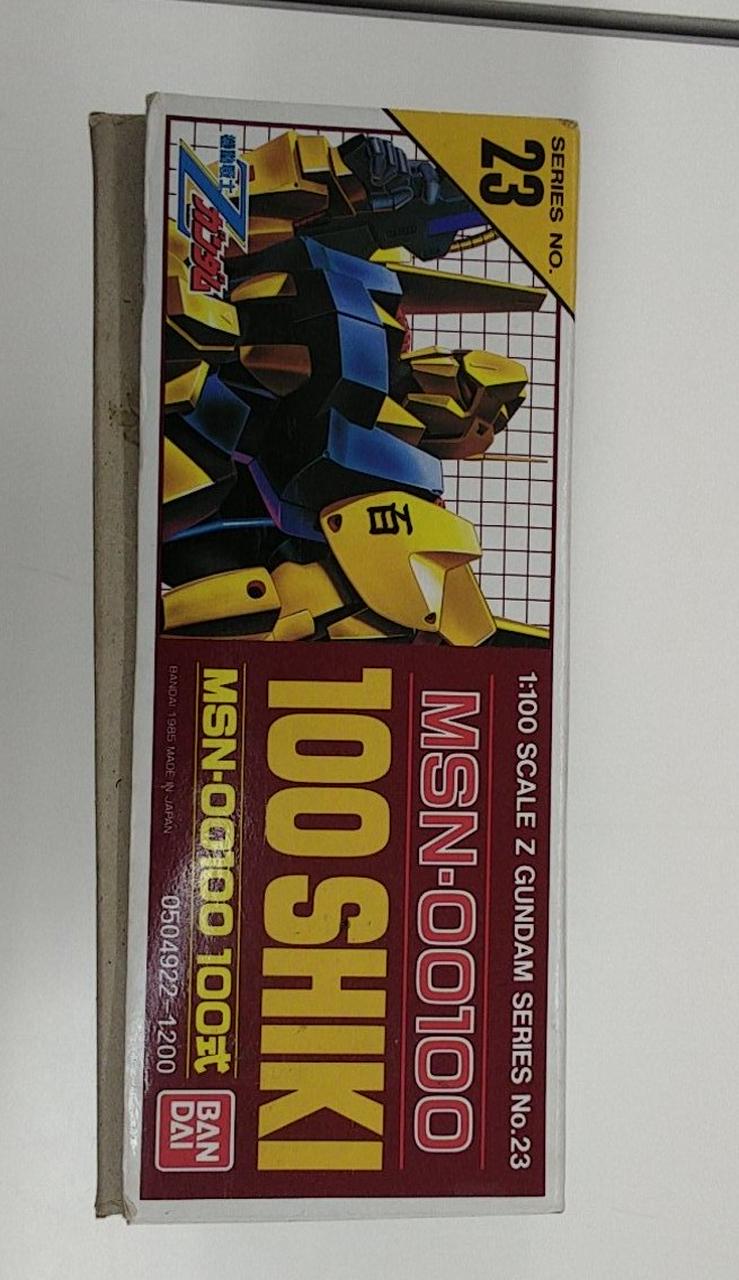 SERIES NO.
23
機動戦士
Zガンダム
百
1:100 SCALE Z GUNDAM SERIES No.23
MSN-00100
100 SHIKI
MSN-00100 100式
BANDAI 1985 MADE IN JAPAN
0504922-1200
BAN
DAI